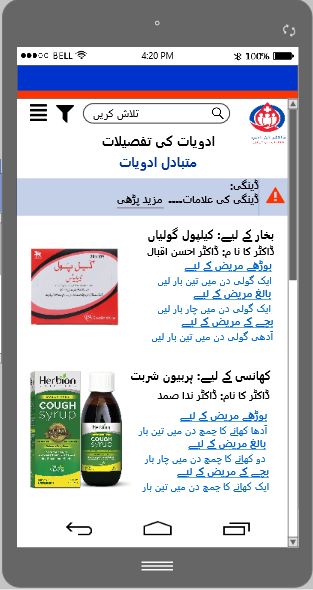 BELL 4:20 PM 100%
تلاش کریں
ادویات کی تفصیلات
متبادل ادویات
ڈینگی:
ڈینگی کی علامات---- مزید پڑھی
بخار کے لیے: کیلپول گولیاں
ڈاکٹر کا نام: ڈاکٹر احسن اقبال
بوڑھے مریض کے لیے
ایک گولی دن میں تین بار لیں
بالغ مریض کے لیے
ایک گولی دن میں چار بار لیں
بچے کے مریض کے لیے
آدھی گولی دن میں تین بار لیں
کھانسی کے لیے: ہربیون شربت
ڈاکٹر کا نام: ڈاکٹر ندا صمد
بوڑھے مریض کے لیے
آدھا کھانے کا چمچ دن میں تین بار
بالغ مریض کے لیے
دو کھانے کا چمچ دن میں چار بار
بچے کے مریض کے لیے
ایک کھانے کا چمچ دن میں تین بار
Herbion
COUGH
syrup
Herbion
COUGH
syrup